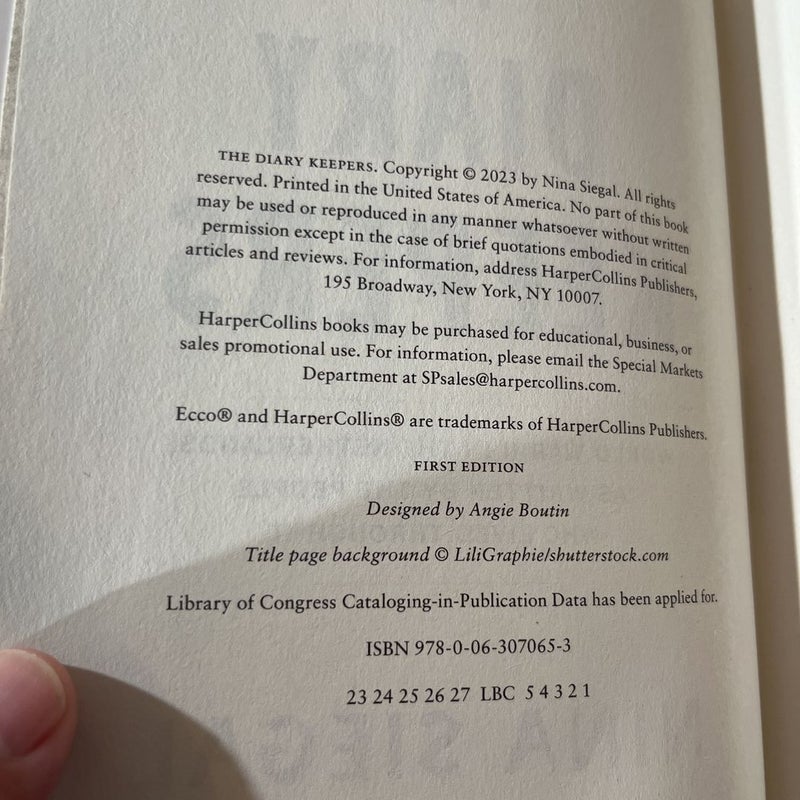 THE DIARY KEEPERS. Copyright © 2023 by Nina Siegal. All rights
reserved. Printed in the United States of America. No part of this book
may be used or reproduced in any manner whatsoever without written
permission except in the case of brief quotations embodied in critical
articles and reviews. For information, address HarperCollins Publishers,
195 Broadway, New York, NY 10007.
HarperCollins books may be purchased for educational, business, or
sales promotional use. For information, please email the Special Markets
Department at SPsales@harpercollins.com.
Ecco® and HarperCollins® are trademarks of HarperCollins Publishers.
FIRST EDITION
Designed by Angie Boutin
Title page background © LiliGraphie/shutterstock.com
Library of Congress Cataloging-in-Publication Data has been applied for.
ISBN 978-0-06-307065-3
23 24 25 26 27 LBC 5 4 3 2 1